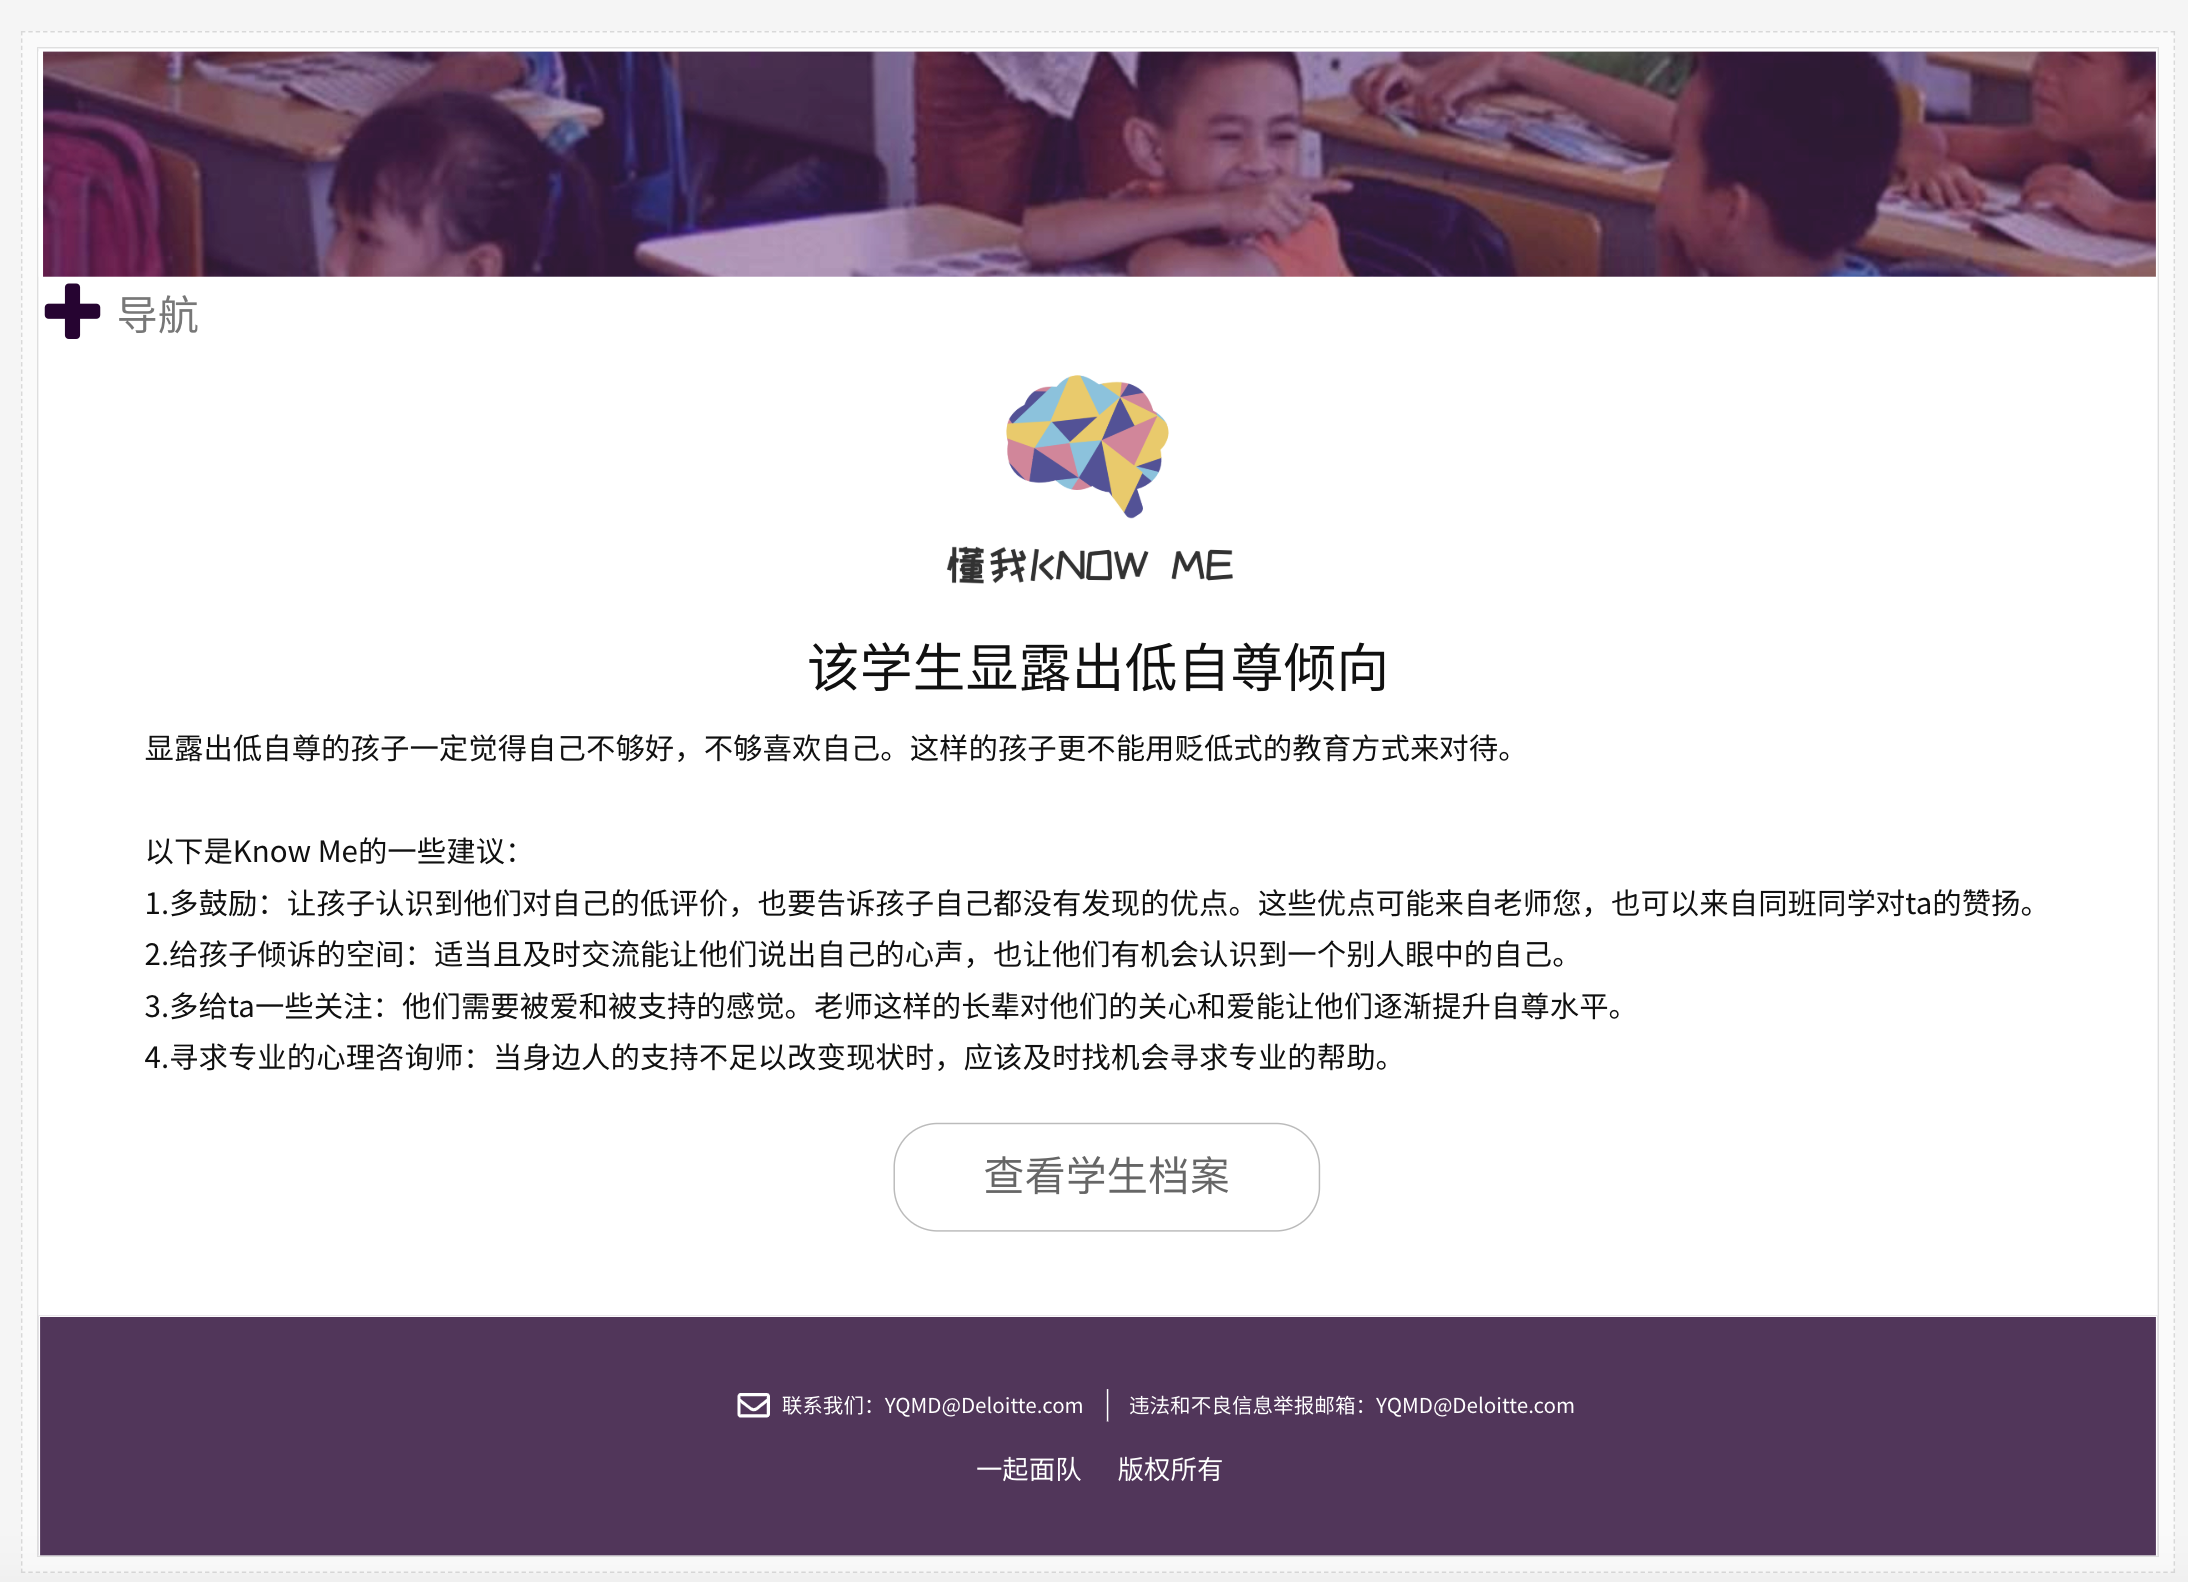 导航
懂我KNOW ME
该学生显露出低自尊倾向
显露出低自尊的孩子一定觉得自己不够好，不够喜欢自己。这样的孩子更不能用贬低式的教育方式来对待。
以下是Know Me的一些建议：
1.多鼓励：让孩子认识到他们对自己的低评价，也要告诉孩子自己都没有发现的优点。这些优点可能来自老师您，也可以来自同班同学对ta的赞扬。
2.给孩子倾诉的空间：适当且及时交流能让他们说出自己的心声，也让他们有机会认识到一个别人眼中的自己。
3.多给ta一些关注：他们需要被爱和被支持的感觉。老师这样的长辈对他们的关心和爱能让他们逐渐提升自尊水平。
4.寻求专业的心理咨询师：当身边人的支持不足以改变现状时，应该及时找机会寻求专业的帮助。
查看学生档案
联系我们：YQMD@Deloitte.com 违法和不良信息举报邮箱：YQMD@Deloitte.com
一起面队 版权所有